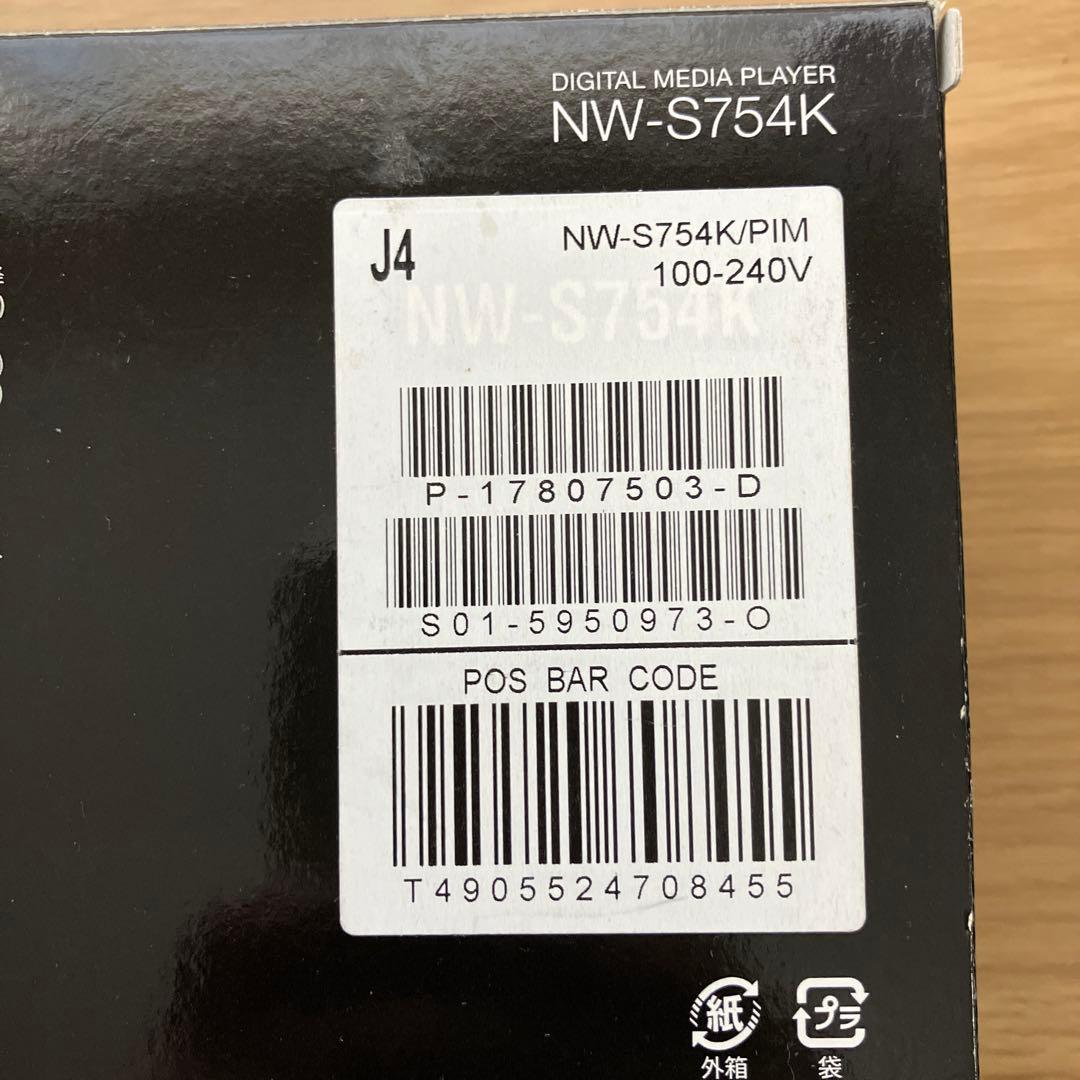 DIGITAL MEDIA PLAYER
NW-S754K
J4
NW-S754K/PIM
100-240V
NW-S754K
P-17807503-D
S01-5950973-O
POS BAR CODE
T4905524708455
紙
プラ
外箱
袋